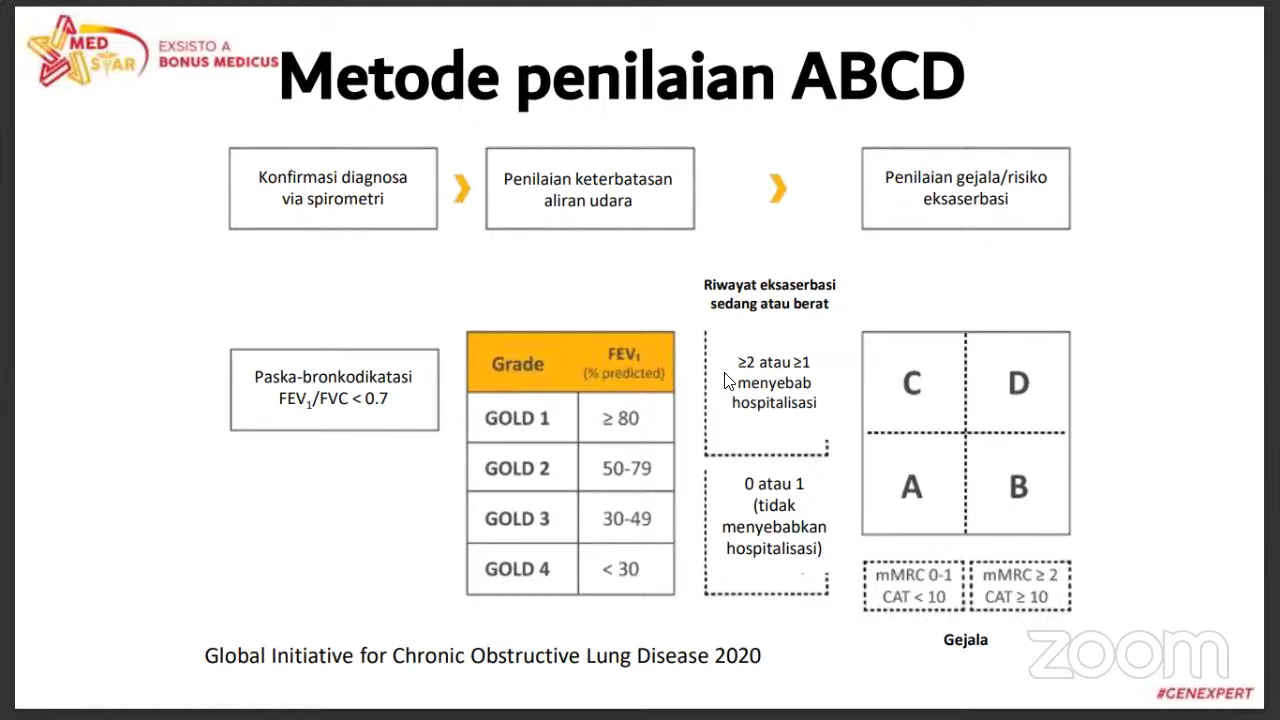 MED
STAR
EXSISTO A
BONUS MEDICUS
Metode penilaian ABCD
Konfirmasi diagnosa
via spirometri
Penilaian keterbatasan
aliran udara
Penilaian gejala/risiko
eksaserbasi
Riwayat eksaserbasi
sedang atau berat
Paska-bronkodikatasi
FEV₁/FVC < 0.7
Grade FEV₁
(% predicted)
GOLD 1 ≥ 80
GOLD 2 50-79
GOLD 3 30-49
GOLD 4 < 30
≥2 atau ≥1
menyebab
hospitalisasi
0 atau 1
(tidak
menyebabkan
hospitalisasi)
C D
A B
mMRC 0-1 mMRC ≥ 2
CAT < 10 CAT ≥ 10
Gejala
Global Initiative for Chronic Obstructive Lung Disease 2020
zoom
#GENEXPERT